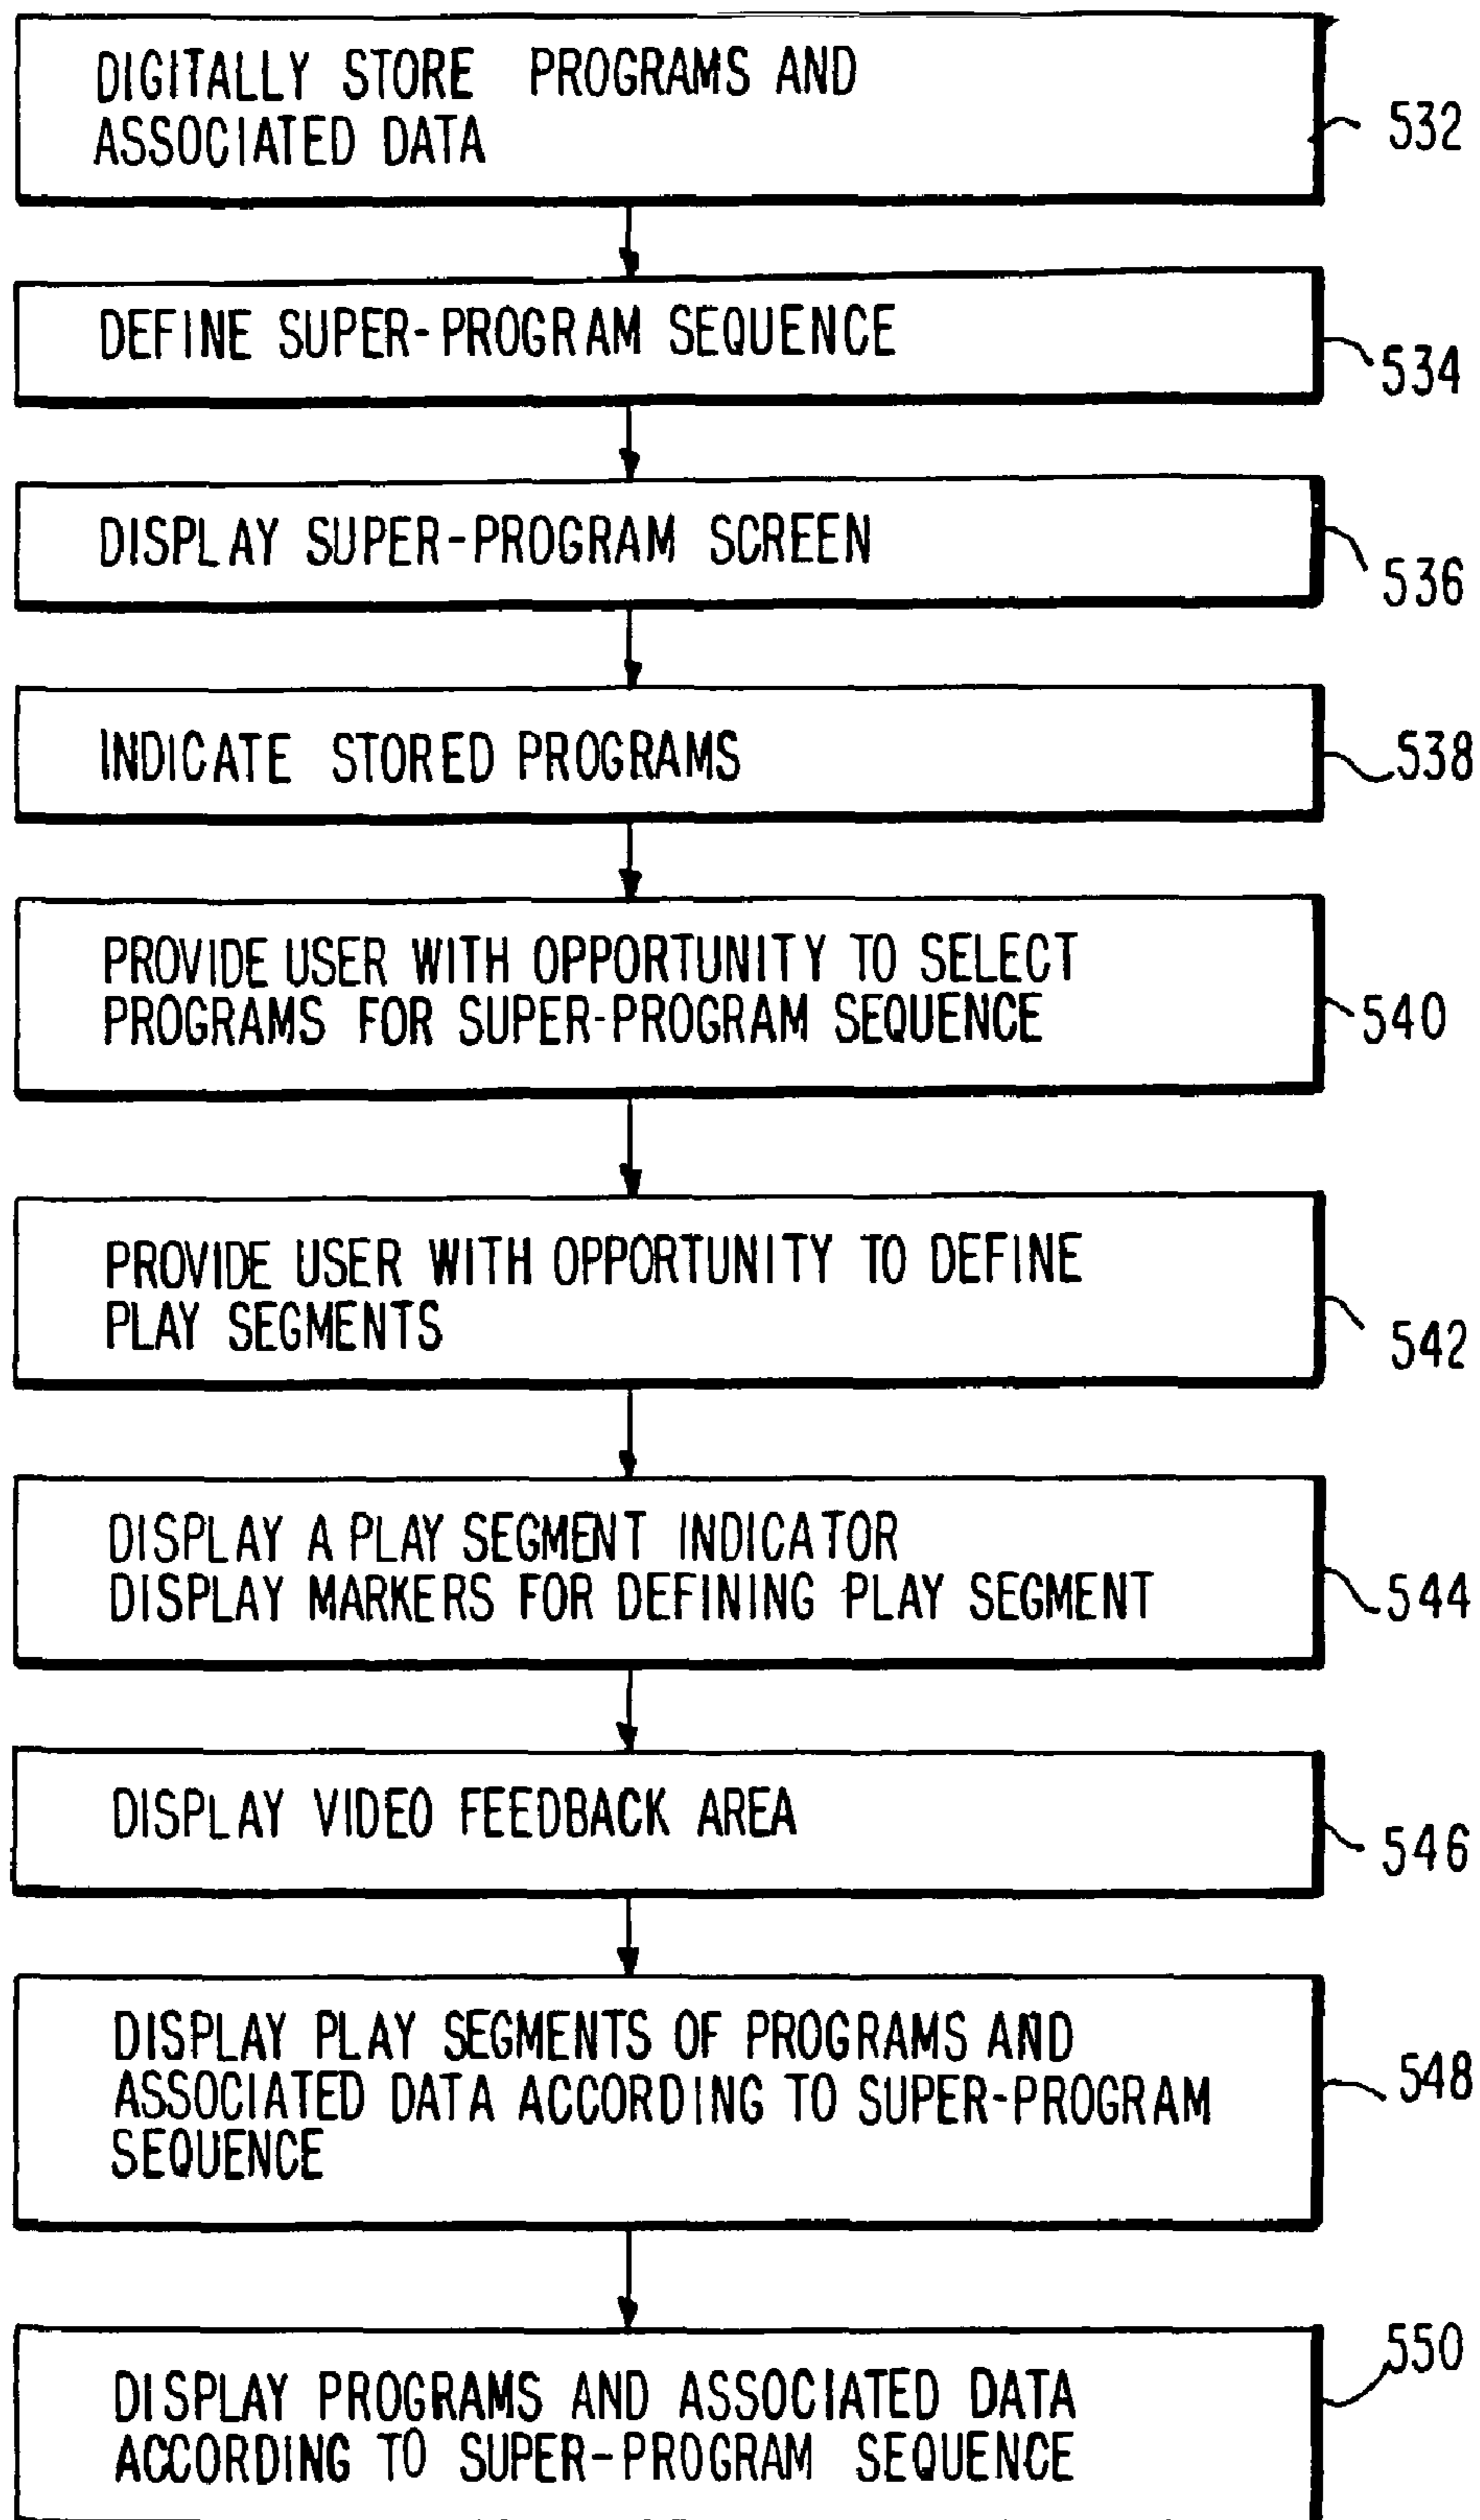 DIGITALLY STORE PROGRAMS AND
ASSOCIATED DATA
532
DEFINE SUPER-PROGRAM SEQUENCE
534
DISPLAY SUPER-PROGRAM SCREEN
536
INDICATE STORED PROGRAMS
538
PROVIDE USER WITH OPPORTUNITY TO SELECT
PROGRAMS FOR SUPER-PROGRAM SEQUENCE
540
PROVIDE USER WITH OPPORTUNITY TO DEFINE
PLAY SEGMENTS
542
DISPLAY A PLAY SEGMENT INDICATOR
DISPLAY MARKERS FOR DEFINING PLAY SEGMENT
544
DISPLAY VIDEO FEEDBACK AREA
546
DISPLAY PLAY SEGMENTS OF PROGRAMS AND
ASSOCIATED DATA ACCORDING TO SUPER-PROGRAM
SEQUENCE
548
DISPLAY PROGRAMS AND ASSOCIATED DATA
ACCORDING TO SUPER-PROGRAM SEQUENCE
550